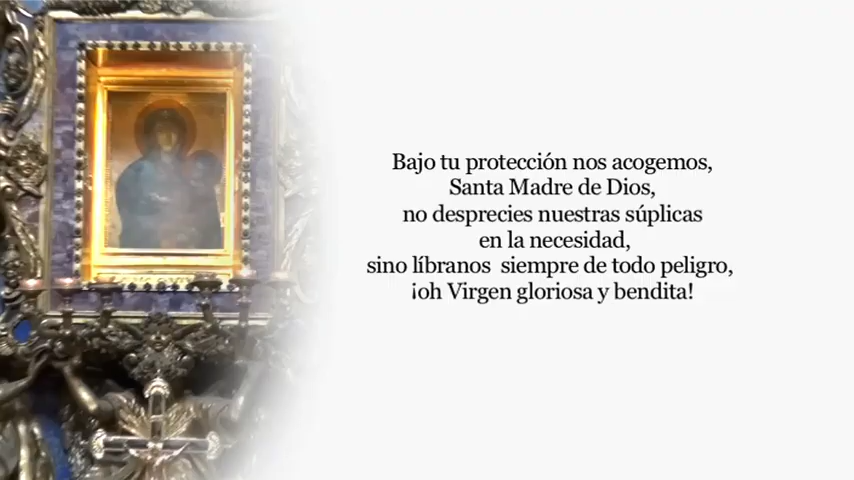 Bajo tu protección nos acogemos,
Santa Madre de Dios,
no desprecies nuestras súplicas
en la necesidad,
sino líbranos siempre de todo peligro,
¡oh Virgen gloriosa y bendita!